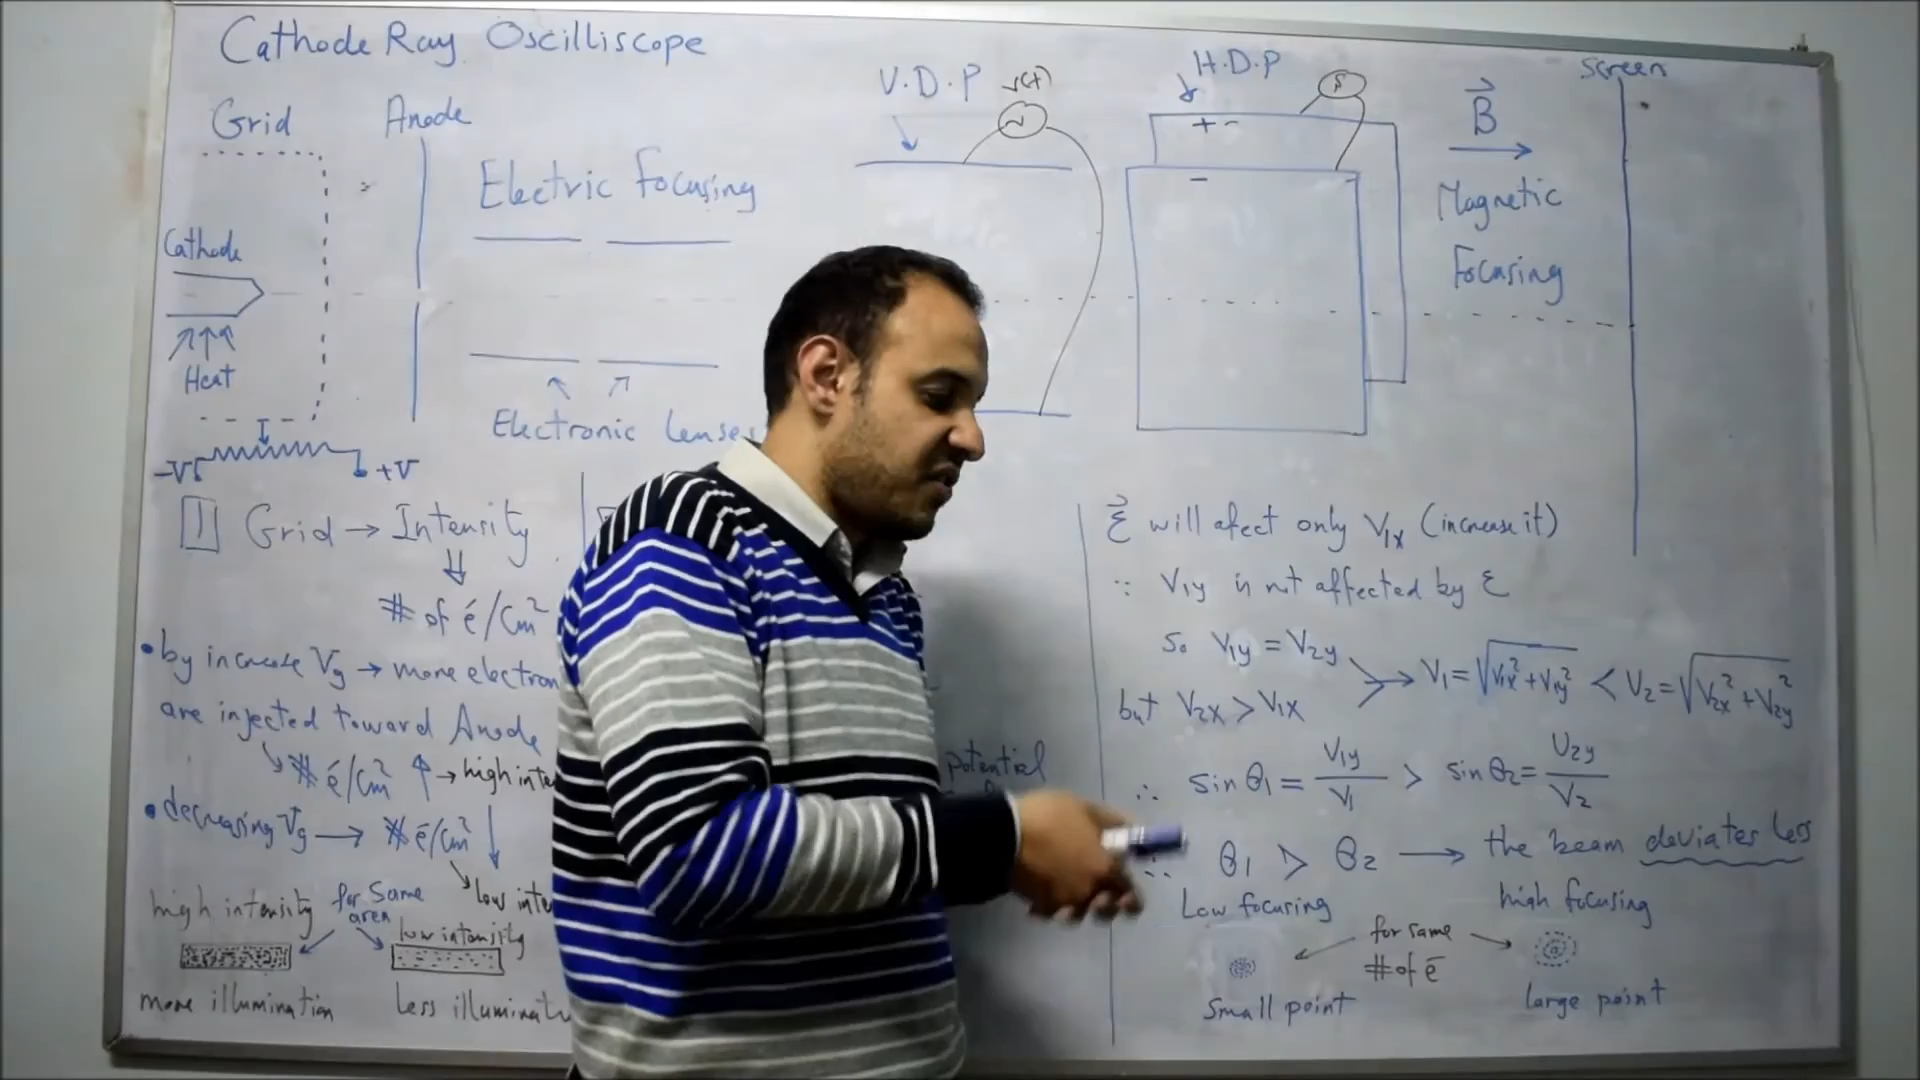 Cathode Ray Oscilliscope
Grid
Anode
Electric Focusing
V.D.P
v(t)
H.D.P
+ -
-
B
Magnetic
Focusing
Screen
Cathode
Heat
Electronic Lenses
-V
+V
1 Grid → Intensity
# of é/cm²
• by increase Vg → more electron
are injected toward Anode
# é/cm² ↑ → high inte
• decreasing Vg → # é/cm² ↓
low inte
high intensity
for same
area
low intensity
more illumination
less illuminat
potential
Ɛ will afect only V1x (increase it)
∵ V1y is not affected by Ɛ
So V1y = V2y
but V2x > V1x
V1 = √V1x² + V1y² < V2 = √V2x² + V2y²
∴ sin θ1 = V1y/V1 > sin θ2 = V2y/V2
∴ θ1 > θ2 → the beam deviates less
Low focusing
high focusing
for same
# of ē
small point
large point